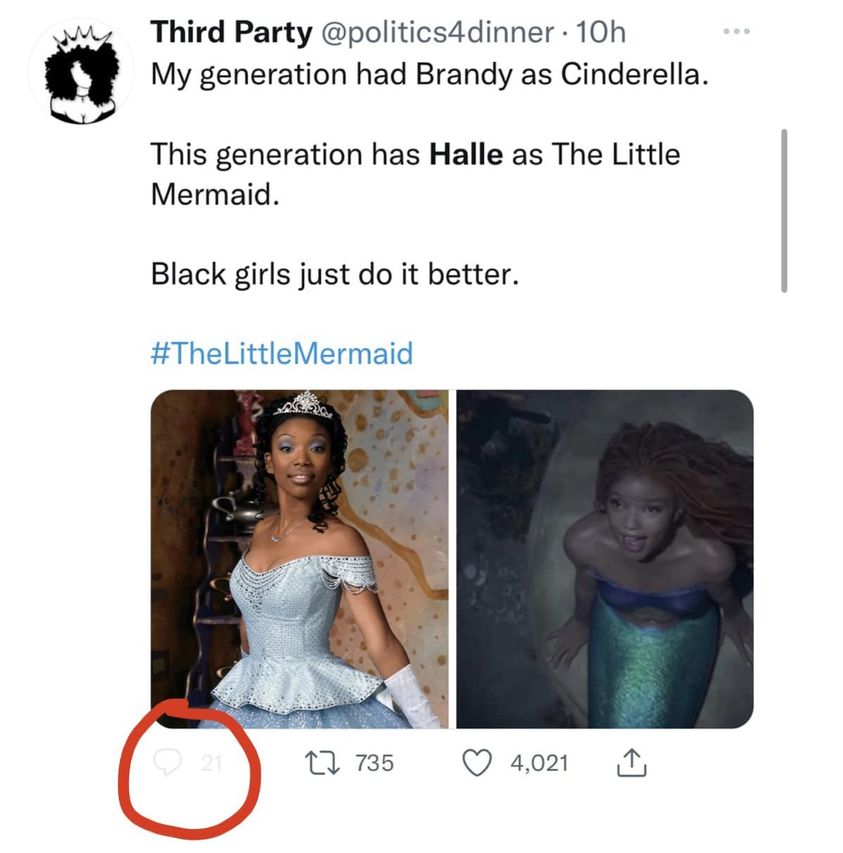 Third Party @politics4dinner · 10h
My generation had Brandy as Cinderella.
This generation has Halle as The Little
Mermaid.
Black girls just do it better.
#TheLittleMermaid
21 735 4,021